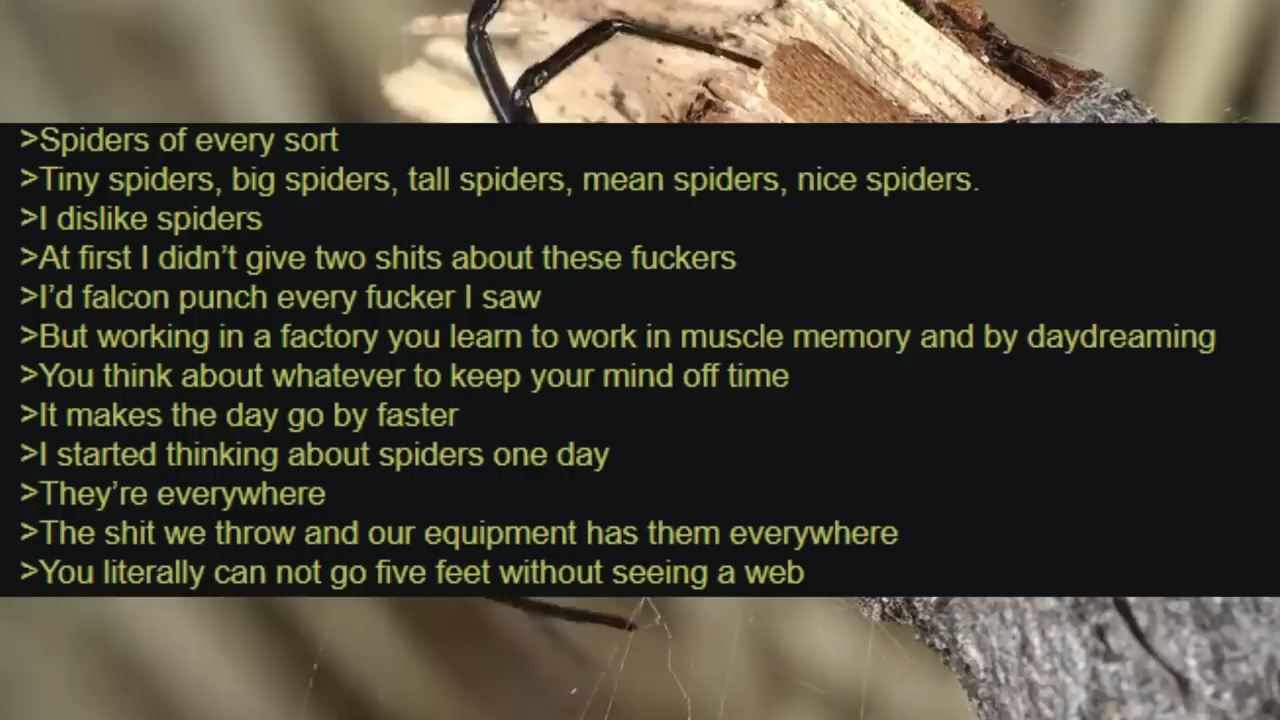 >Spiders of every sort
>Tiny spiders, big spiders, tall spiders, mean spiders, nice spiders.
>I dislike spiders
>At first I didn’t give two shits about these fuckers
>I’d falcon punch every fucker I saw
>But working in a factory you learn to work in muscle memory and by daydreaming
>You think about whatever to keep your mind off time
>It makes the day go by faster
>I started thinking about spiders one day
>They’re everywhere
>The shit we throw and our equipment has them everywhere
>You literally can not go five feet without seeing a web